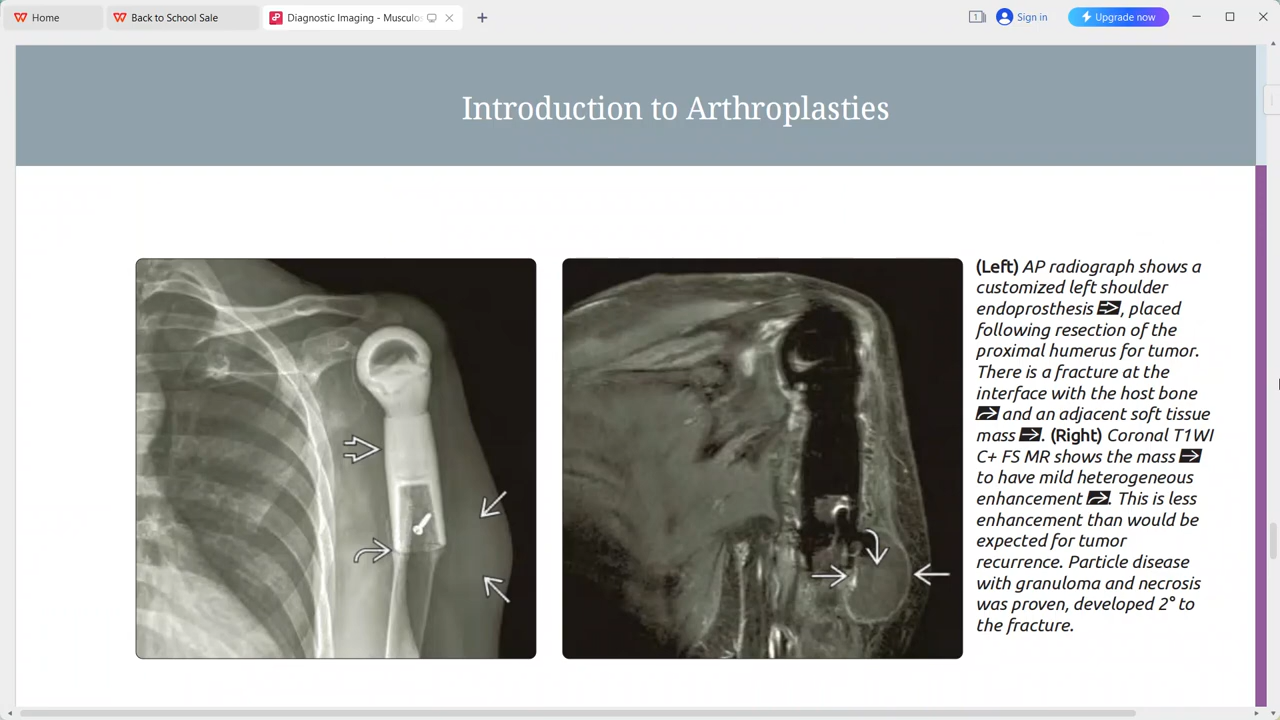 Home
Back to School Sale
Diagnostic Imaging - Musculo
1
Sign in
Upgrade now
Introduction to Arthroplasties
(Left) AP radiograph shows a
customized left shoulder
endoprosthesis , placed
following resection of the
proximal humerus for tumor.
There is a fracture at the
interface with the host bone
and an adjacent soft tissue
mass . (Right) Coronal T1WI
C+ FS MR shows the mass
to have mild heterogeneous
enhancement . This is less
enhancement than would be
expected for tumor
recurrence. Particle disease
with granuloma and necrosis
was proven, developed 2° to
the fracture.